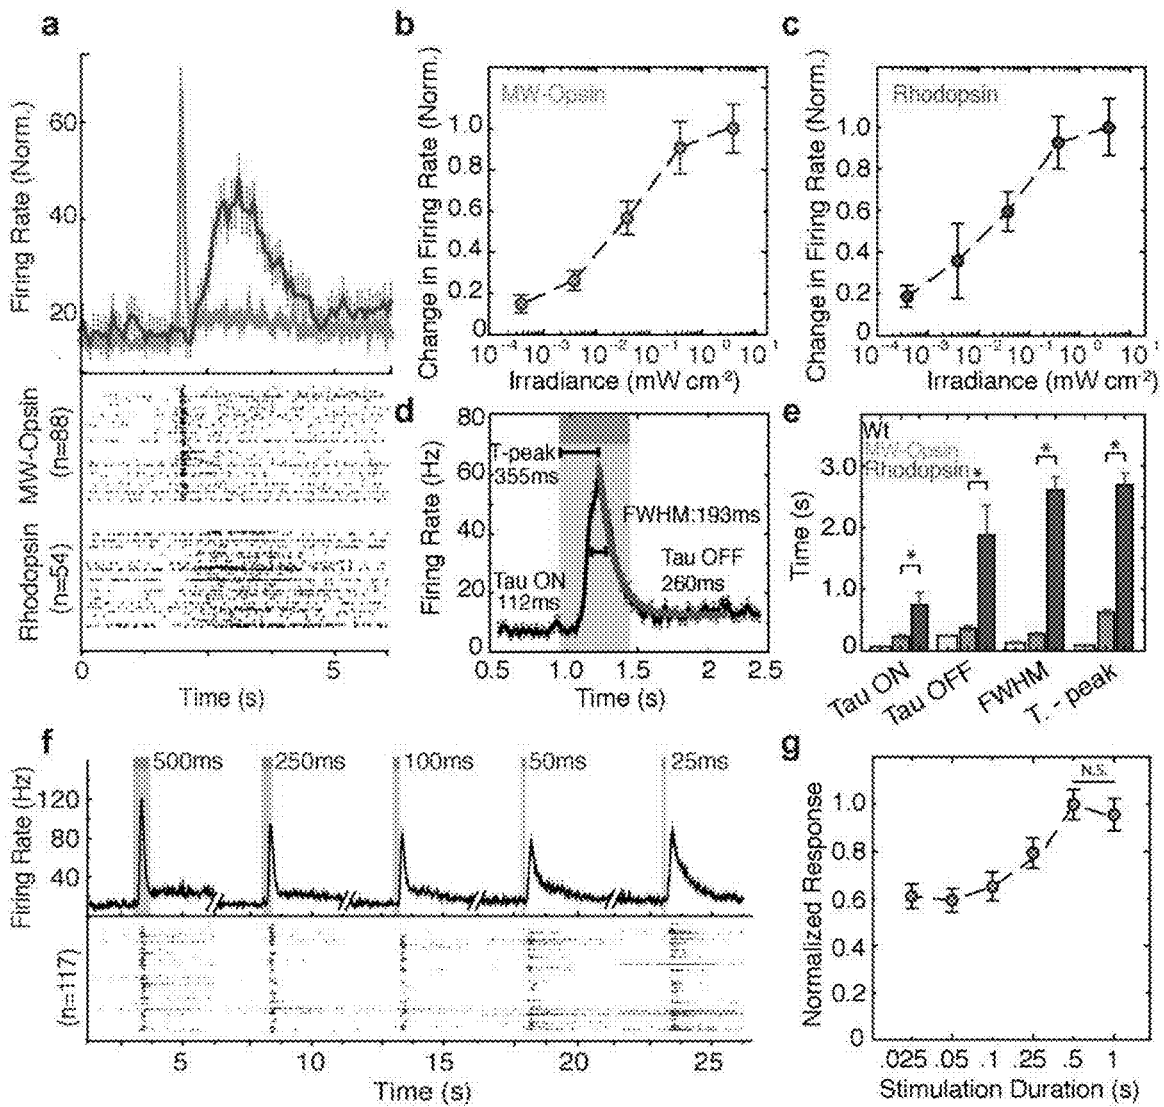 a
Firing Rate (Norm.)
60
40
20
MW-Opsin
(n=88)
Rhodopsin
(n=54)
0
5
Time (s)
b
Change in Firing Rate (Norm.)
MW-Opsin
1.0
0.8
0.6
0.4
0.2
0
10⁻⁴ 10⁻³ 10⁻² 10⁻¹ 10⁰ 10¹
Irradiance (mW cm⁻²)
c
Change in Firing Rate (Norm.)
Rhodopsin
1.0
0.8
0.6
0.4
0.2
0
10⁻⁴ 10⁻³ 10⁻² 10⁻¹ 10⁰ 10¹
Irradiance (mW cm⁻²)
d
Firing Rate (Hz)
80
60
40
20
0
T-peak
355ms
FWHM:193ms
Tau ON
112ms
Tau OFF
260ms
0.5 1.0 1.5 2 2.5
Time (s)
e
Wt
MW-Opsin
Rhodopsin
Time (s)
3.0
2.0
1.0
0
* * * *
Tau ON
Tau OFF
FWHM
T. - peak
f
Firing Rate (Hz)
120
80
40
500ms 250ms 100ms 50ms 25ms
5 10 15 20 25
(n=117)
5 10 15 20 25
Time (s)
g
Normalized Response
N.S.
1.0
0.8
0.6
0.4
0.2
0
.025 .05 .1 .25 .5 1
Stimulation Duration (s)